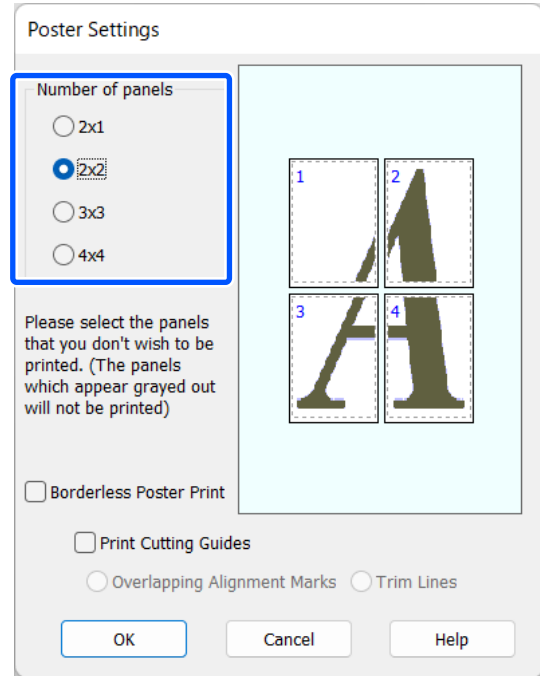 Poster Settings
Number of panels
2x1
2x2
3x3
4x4
1
2
3
4
Please select the panels
that you don't wish to be
printed. (The panels
which appear grayed out
will not be printed)
Borderless Poster Print
Print Cutting Guides
Overlapping Alignment Marks
Trim Lines
OK
Cancel
Help